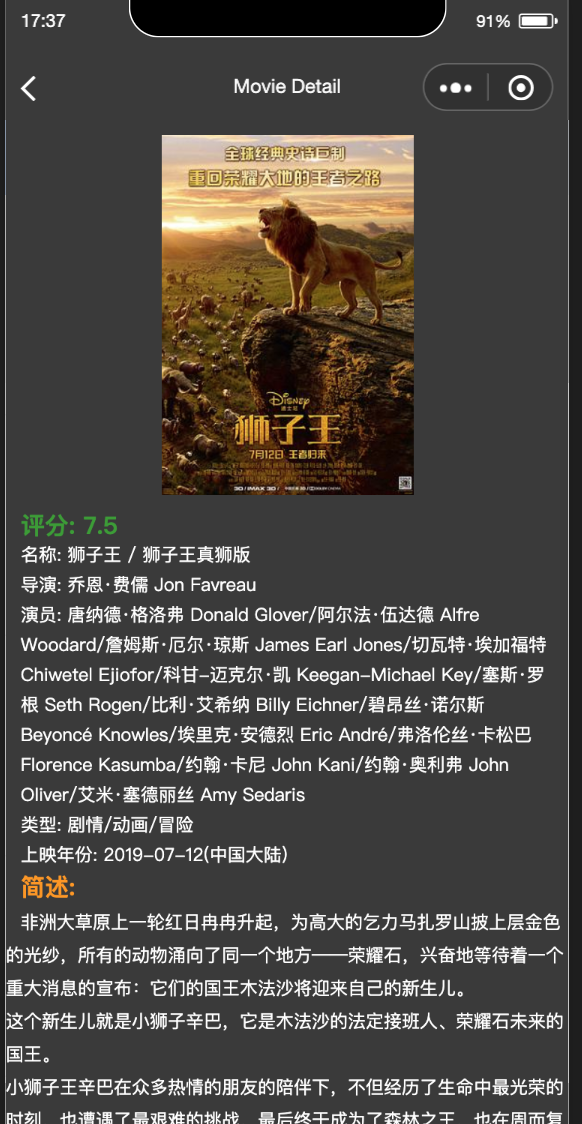 17:37
91%
Movie Detail
全球经典史诗巨制
重回荣耀大地的王者之路
Disney
狮子王
7月12日 王者归来
评分: 7.5
名称: 狮子王 / 狮子王真狮版
导演: 乔恩·费儒 Jon Favreau
演员: 唐纳德·格洛弗 Donald Glover/阿尔法·伍达德 Alfre
Woodard/詹姆斯·厄尔·琼斯 James Earl Jones/切瓦特·埃加福特
Chiwetel Ejiofor/科甘-迈克尔·凯 Keegan-Michael Key/塞斯·罗
根 Seth Rogen/比利·艾希纳 Billy Eichner/碧昂丝·诺尔斯
Beyoncé Knowles/埃里克·安德烈 Eric André/弗洛伦丝·卡松巴
Florence Kasumba/约翰·卡尼 John Kani/约翰·奥利弗 John
Oliver/艾米·塞德丽丝 Amy Sedaris
类型: 剧情/动画/冒险
上映年份: 2019-07-12(中国大陆)
简述:
非洲大草原上一轮红日冉冉升起，为高大的乞力马扎罗山披上层金色
的光纱，所有的动物涌向了同一个地方——荣耀石，兴奋地等待着一个
重大消息的宣布：它们的国王木法沙将迎来自己的新生儿。
这个新生儿就是小狮子辛巴，它是木法沙的法定接班人、荣耀石未来的
国王。
小狮子王辛巴在众多热情的朋友的陪伴下，不但经历了生命中最光荣的
时刻，也遭遇了最艰难的挑战，最后终于成为了森林之王，也在周而复